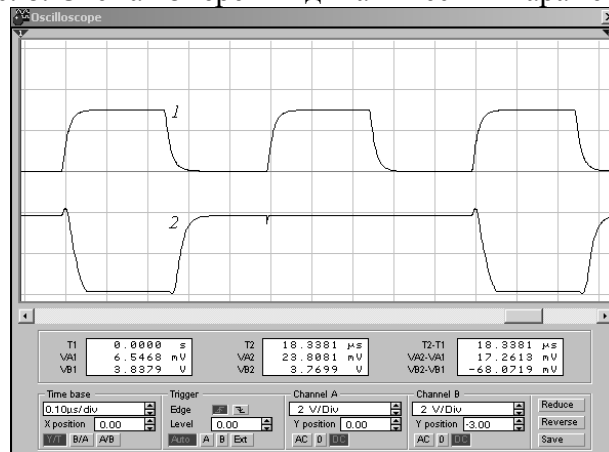 Oscilloscope
1
2
T1 0.0000 s T2 18.3381 µs T2-T1 18.3381 µs
VA1 6.5468 mV VA2 23.8081 mV VA2-VA1 17.2613 mV
VB1 3.8379 V VB2 3.7699 V VB2-VB1 -68.0719 mV
Time base Trigger Channel A Channel B
0.10µs/div Edge 2 V/Div 2 V/Div Reduce
X position 0.00 Level 0.00 Y position 0.00 Y position -3.00 Reverse
Y/T B/A A/B Auto A B Ext AC 0 DC AC 0 DC Save